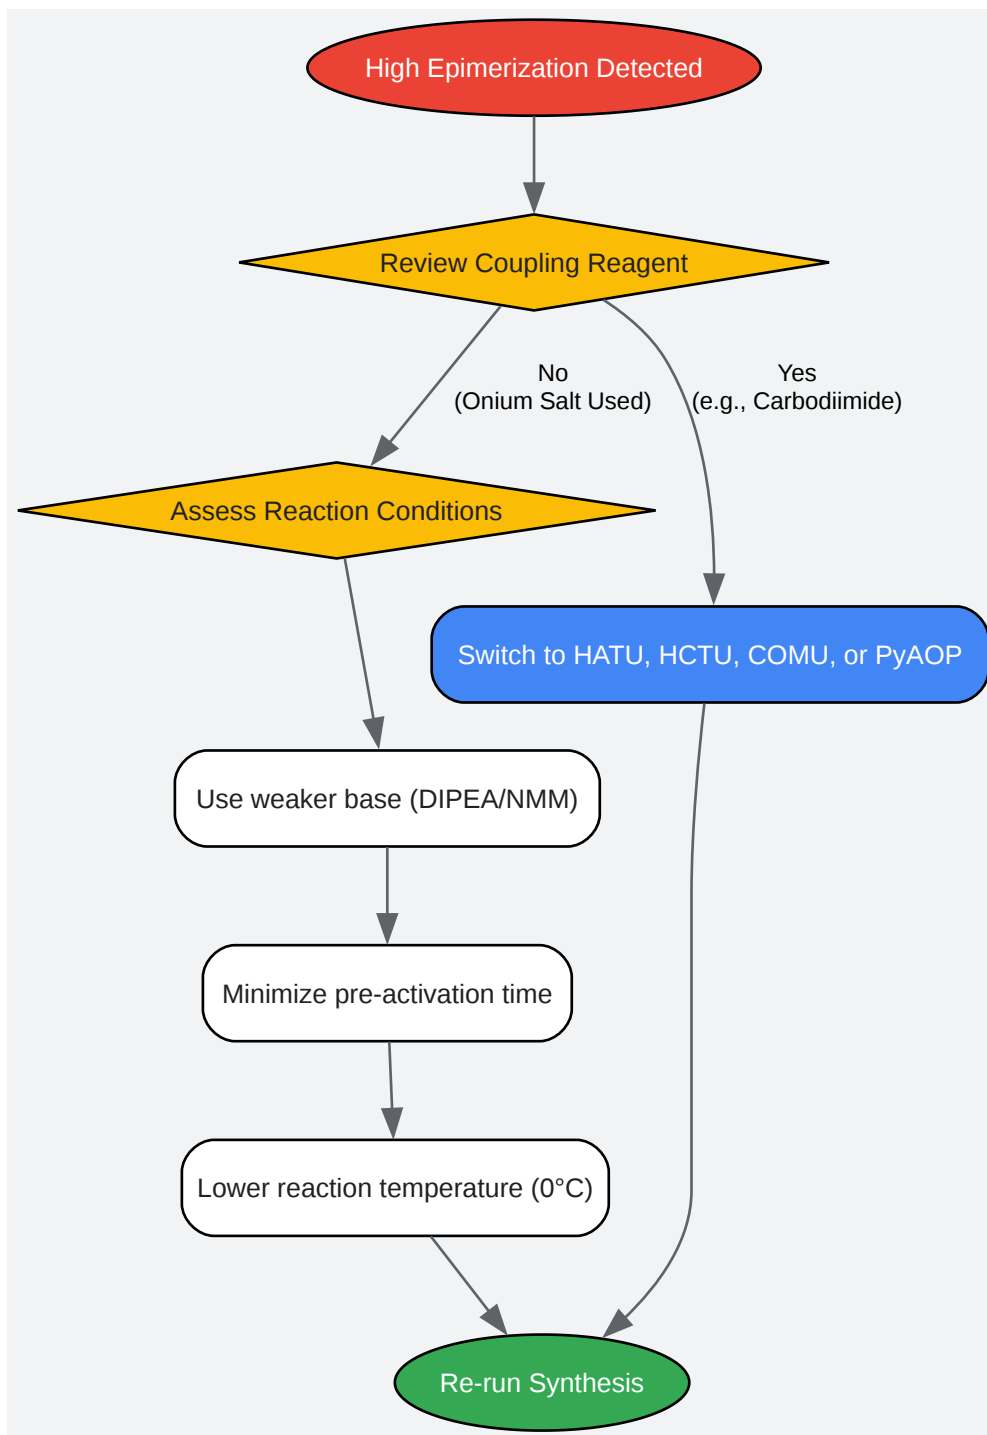 High Epimerization Detected
Review Coupling Reagent
No
(Onium Salt Used)
Yes
(e.g., Carbodiimide)
Assess Reaction Conditions
Switch to HATU, HCTU, COMU, or PyAOP
Use weaker base (DIPEA/NMM)
Minimize pre-activation time
Lower reaction temperature (0°C)
Re-run Synthesis